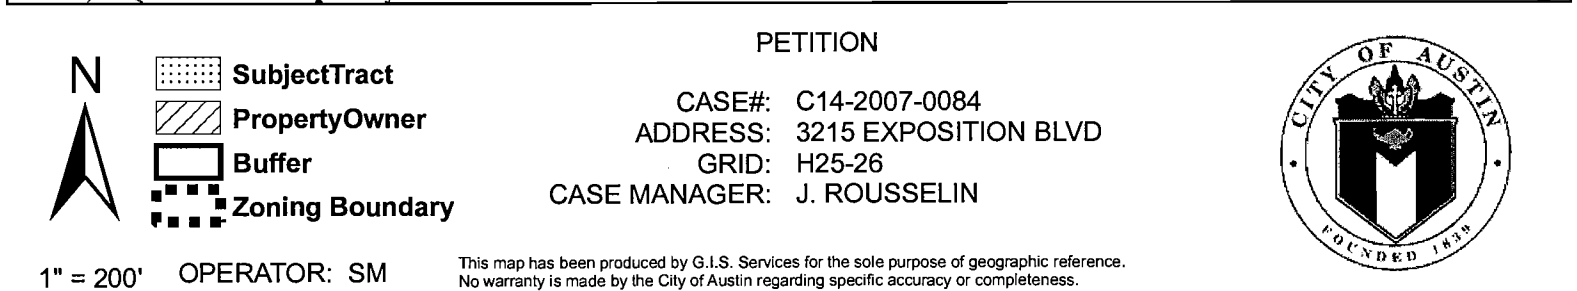 N
SubjectTract
PropertyOwner
Buffer
Zoning Boundary
1" = 200'
OPERATOR: SM
PETITION
CASE#: C14-2007-0084
ADDRESS: 3215 EXPOSITION BLVD
GRID: H25-26
CASE MANAGER: J. ROUSSELIN
This map has been produced by G.I.S. Services for the sole purpose of geographic reference.
No warranty is made by the City of Austin regarding specific accuracy or completeness.
CITY OF AUSTIN
FOUNDED 1839